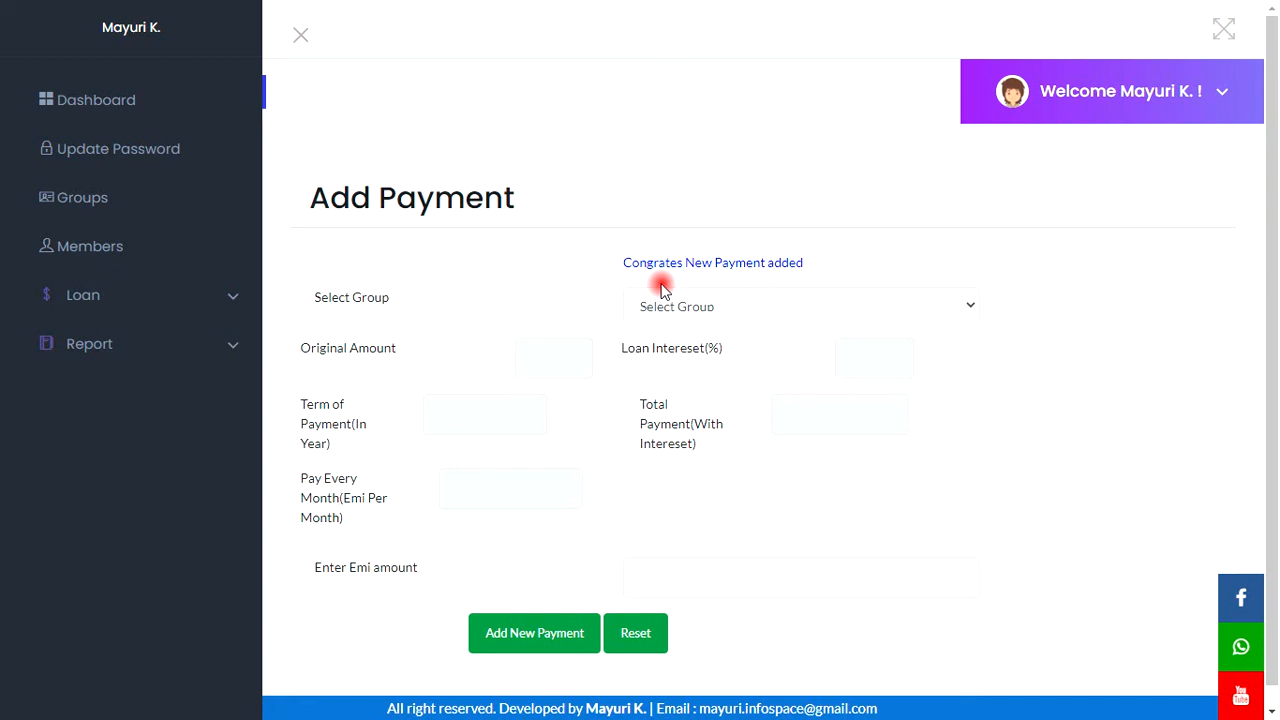 Mayuri K.
Welcome Mayuri K. !
Dashboard
Update Password
Groups
Members
Loan
Report
Add Payment
Congrates New Payment added
Select Group
Select Group
Original Amount
Loan Intereset(%)
Term of
Payment(In
Year)
Total
Payment(With
Intereset)
Pay Every
Month(Emi Per
Month)
Enter Emi amount
Add New Payment
Reset
All right reserved. Developed by Mayuri K. | Email : mayuri.infospace@gmail.com
You
Tube